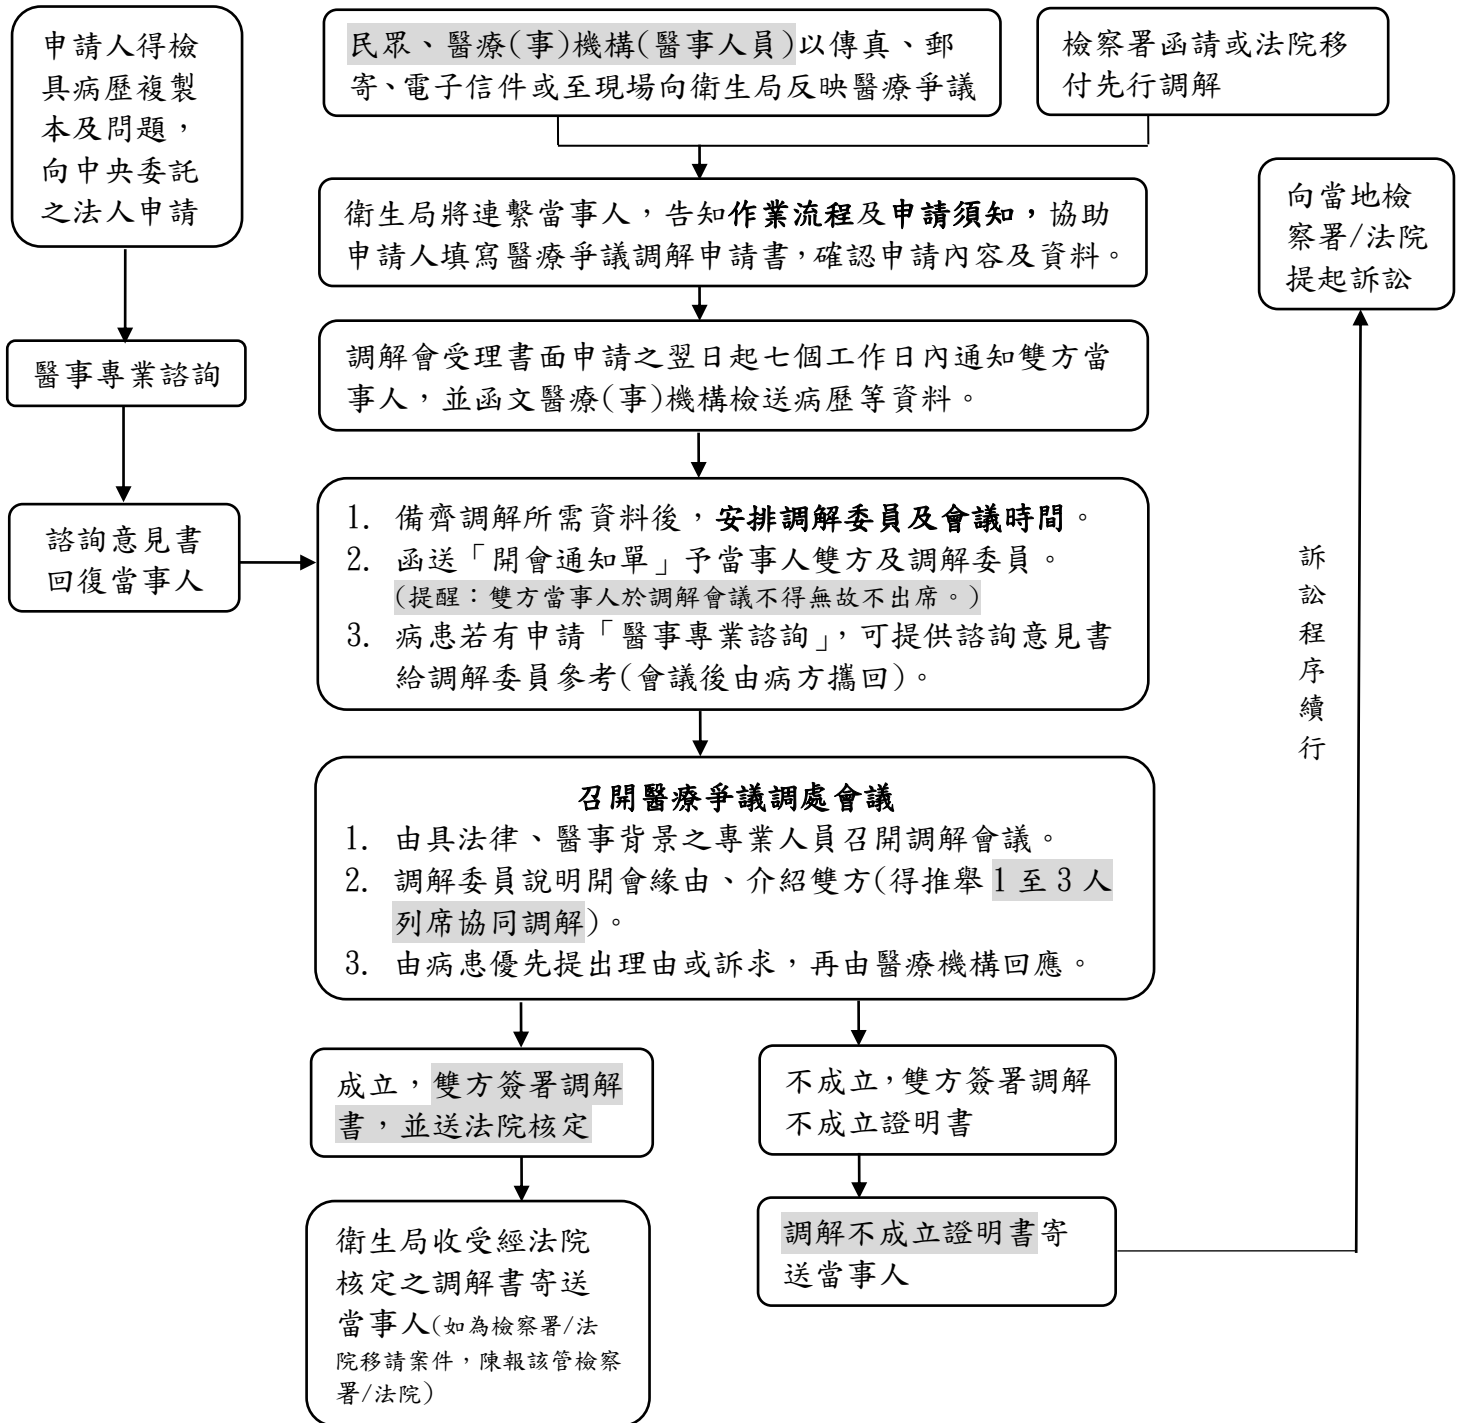 申請人得檢
具病歷複製
本及問題，
向中央委託
之法人申請
醫事專業諮詢
諮詢意見書
回復當事人
民眾、醫療(事)機構(醫事人員)以傳真、郵
寄、電子信件或至現場向衛生局反映醫療爭議
檢察署函請或法院移
付先行調解
衛生局將連繫當事人，告知作業流程及申請須知，協助
申請人填寫醫療爭議調解申請書，確認申請內容及資料。
調解會受理書面申請之翌日起七個工作日內通知雙方當
事人，並函文醫療(事)機構檢送病歷等資料。
1. 備齊調解所需資料後，安排調解委員及會議時間。
2. 函送「開會通知單」予當事人雙方及調解委員。
(提醒：雙方當事人於調解會議不得無故不出席。)
3. 病患若有申請「醫事專業諮詢」，可提供諮詢意見書
給調解委員參考(會議後由病方攜回)。
召開醫療爭議調處會議
1. 由具法律、醫事背景之專業人員召開調解會議。
2. 調解委員說明開會緣由、介紹雙方(得推舉 1 至 3 人
列席協同調解)。
3. 由病患優先提出理由或訴求，再由醫療機構回應。
成立，雙方簽署調解
書，並送法院核定
衛生局收受經法院
核定之調解書寄送
當事人(如為檢察署/法
院移請案件，陳報該管檢察
署/法院)
不成立，雙方簽署調解
不成立證明書
調解不成立證明書寄
送當事人
訴訟程序續行
向當地檢
察署/法院
提起訴訟